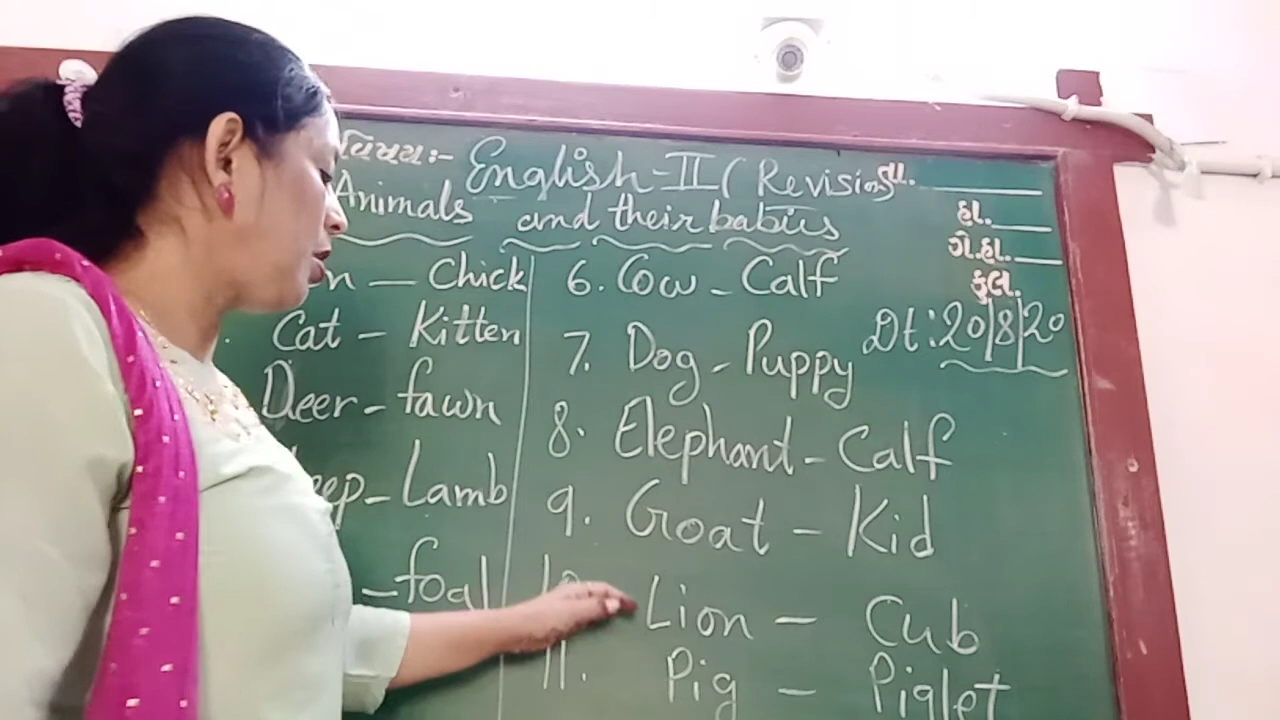 વિષય:- English-II ( Revision તા.
Animals and their babies
હા.
ગે.હા.
કુલ.
Dt: 20/8/20
Chick
Cat - Kitten
Deer - fawn
Lamb
foal
6. Cow - Calf
7. Dog - Puppy
8. Elephant - Calf
9. Goat - Kid
10. Lion - Cub
11. Pig - Piglet